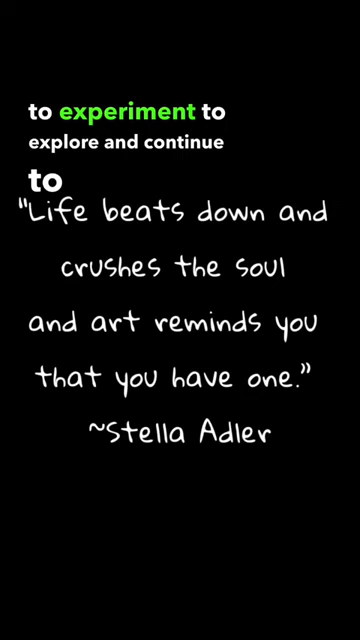 to experiment to
explore and continue
to
"Life beats down and
crushes the soul
and art reminds you
that you have one."
~Stella Adler